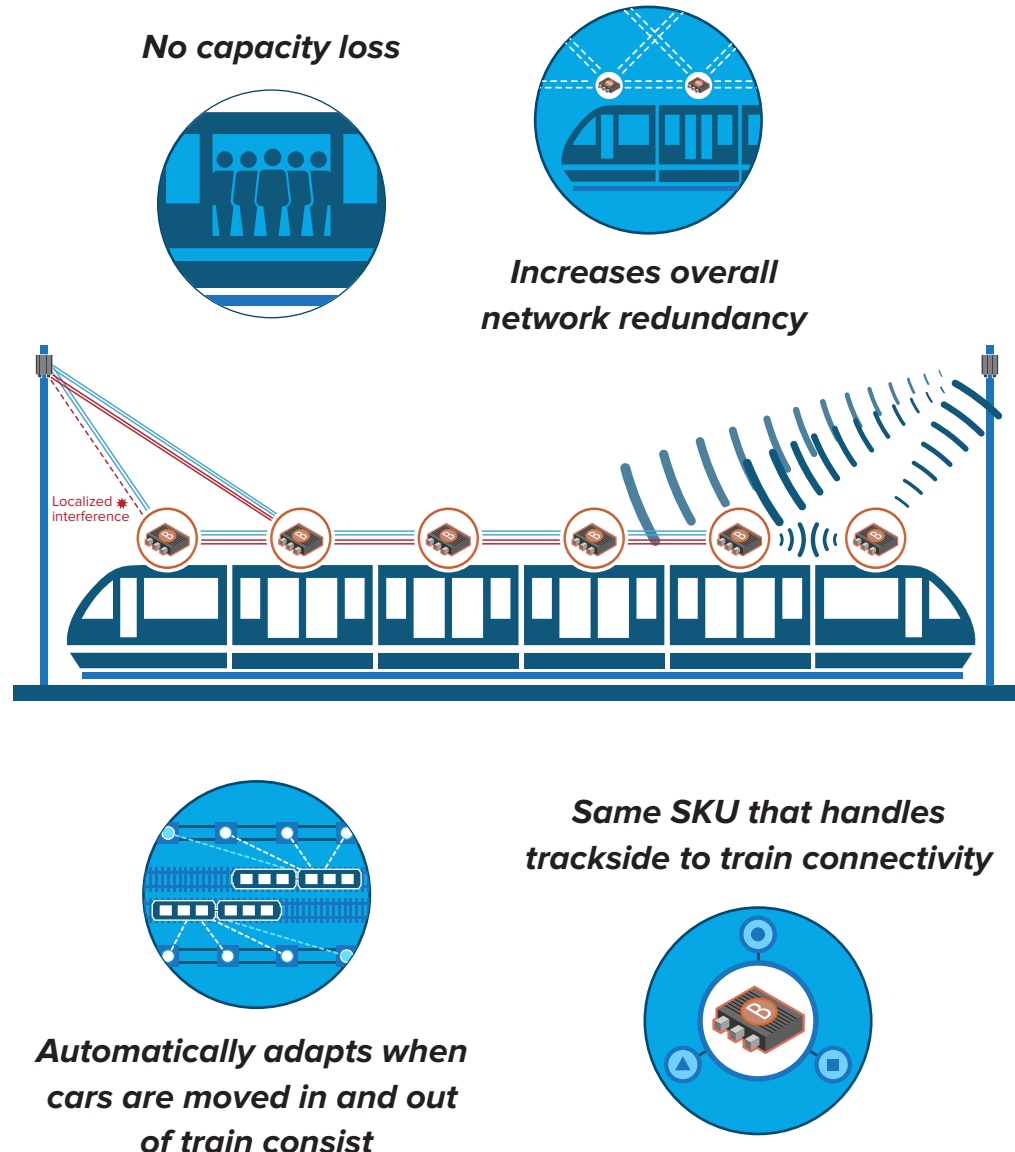 No capacity loss
Increases overall
network redundancy
Localized
interference
B
B
B
B
B
B
Same SKU that handles
trackside to train connectivity
B
Automatically adapts when
cars are moved in and out
of train consist